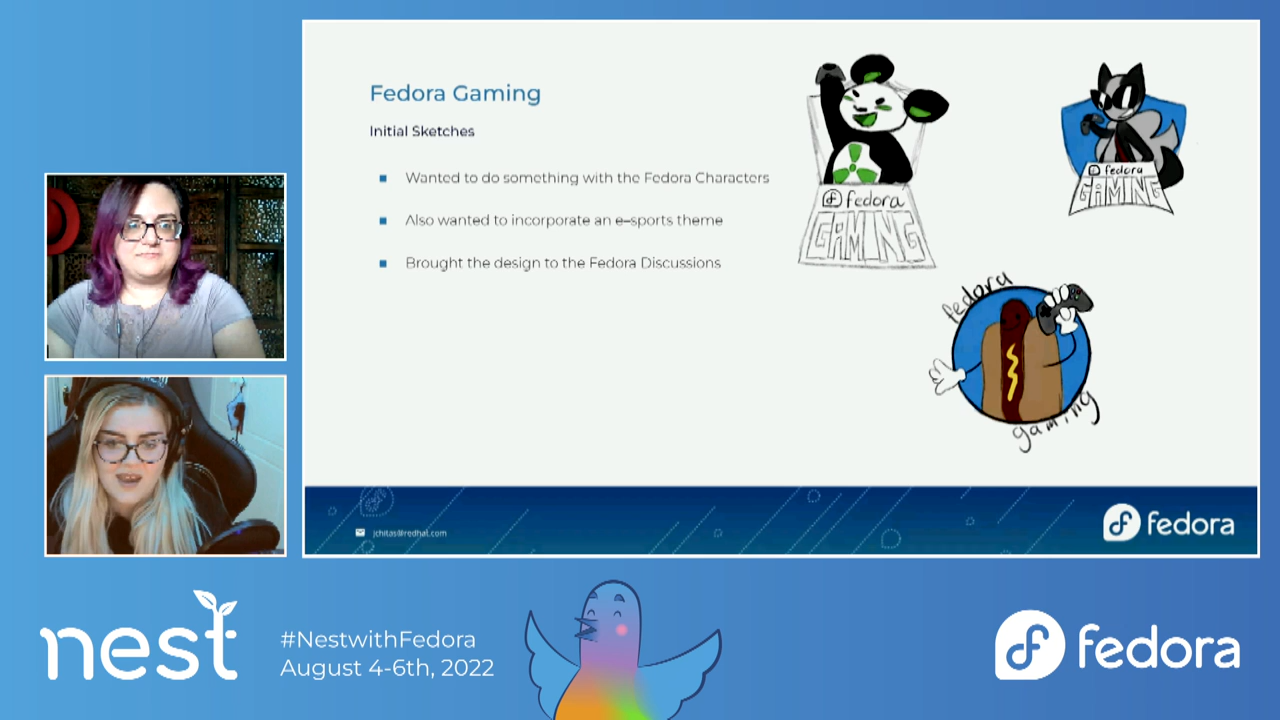 Fedora Gaming
Initial Sketches
Wanted to do something with the Fedora Characters
Also wanted to incorporate an e-sports theme
Brought the design to the Fedora Discussions
fedora
GAMING
fedora
GAMING
fedora
gaming
jchitas@redhat.com
fedora
nest
#NestwithFedora
August 4-6th, 2022
fedora